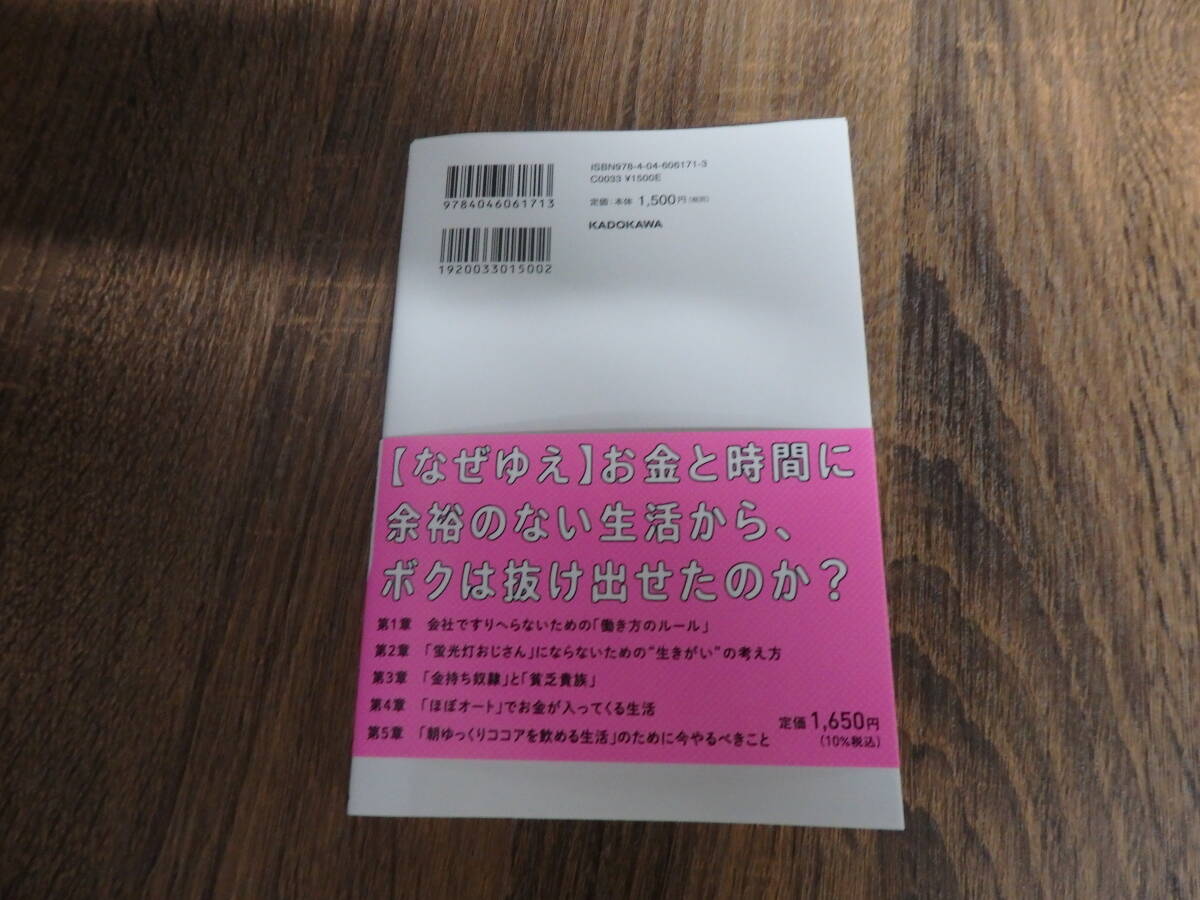 9784046061713
1920033015002
ISBN978-4-04-606171-3
C0033 ¥1500E
定価:本体 1,500円(税別)
KADOKAWA
【なぜゆえ】お金と時間に
余裕のない生活から、
ボクは抜け出せたのか?
第1章 会社ですりへらないための「働き方のルール」
第2章 「蛍光灯おじさん」にならないための“生きがい”の考え方
第3章 「金持ち奴隷」と「貧乏貴族」
第4章 「ほぼオート」でお金が入ってくる生活
第5章 「朝ゆっくりココアを飲める生活」のために今やるべきこと
定価1,650円
(10%税込)